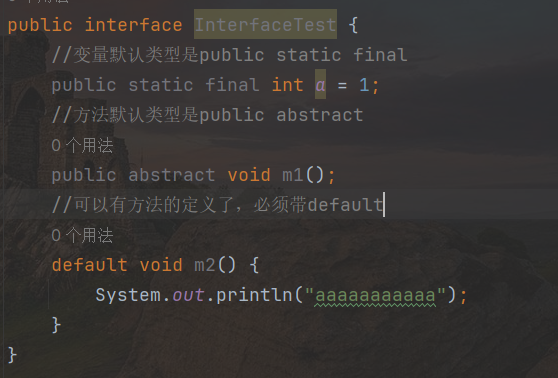 个用法
public interface InterfaceTest {
//变量默认类型是public static final
public static final int a = 1;
//方法默认类型是public abstract
0 个用法
public abstract void m1();
//可以有方法的定义了，必须带default
0 个用法
default void m2() {
System.out.println("aaaaaaaaaaa");
}
}